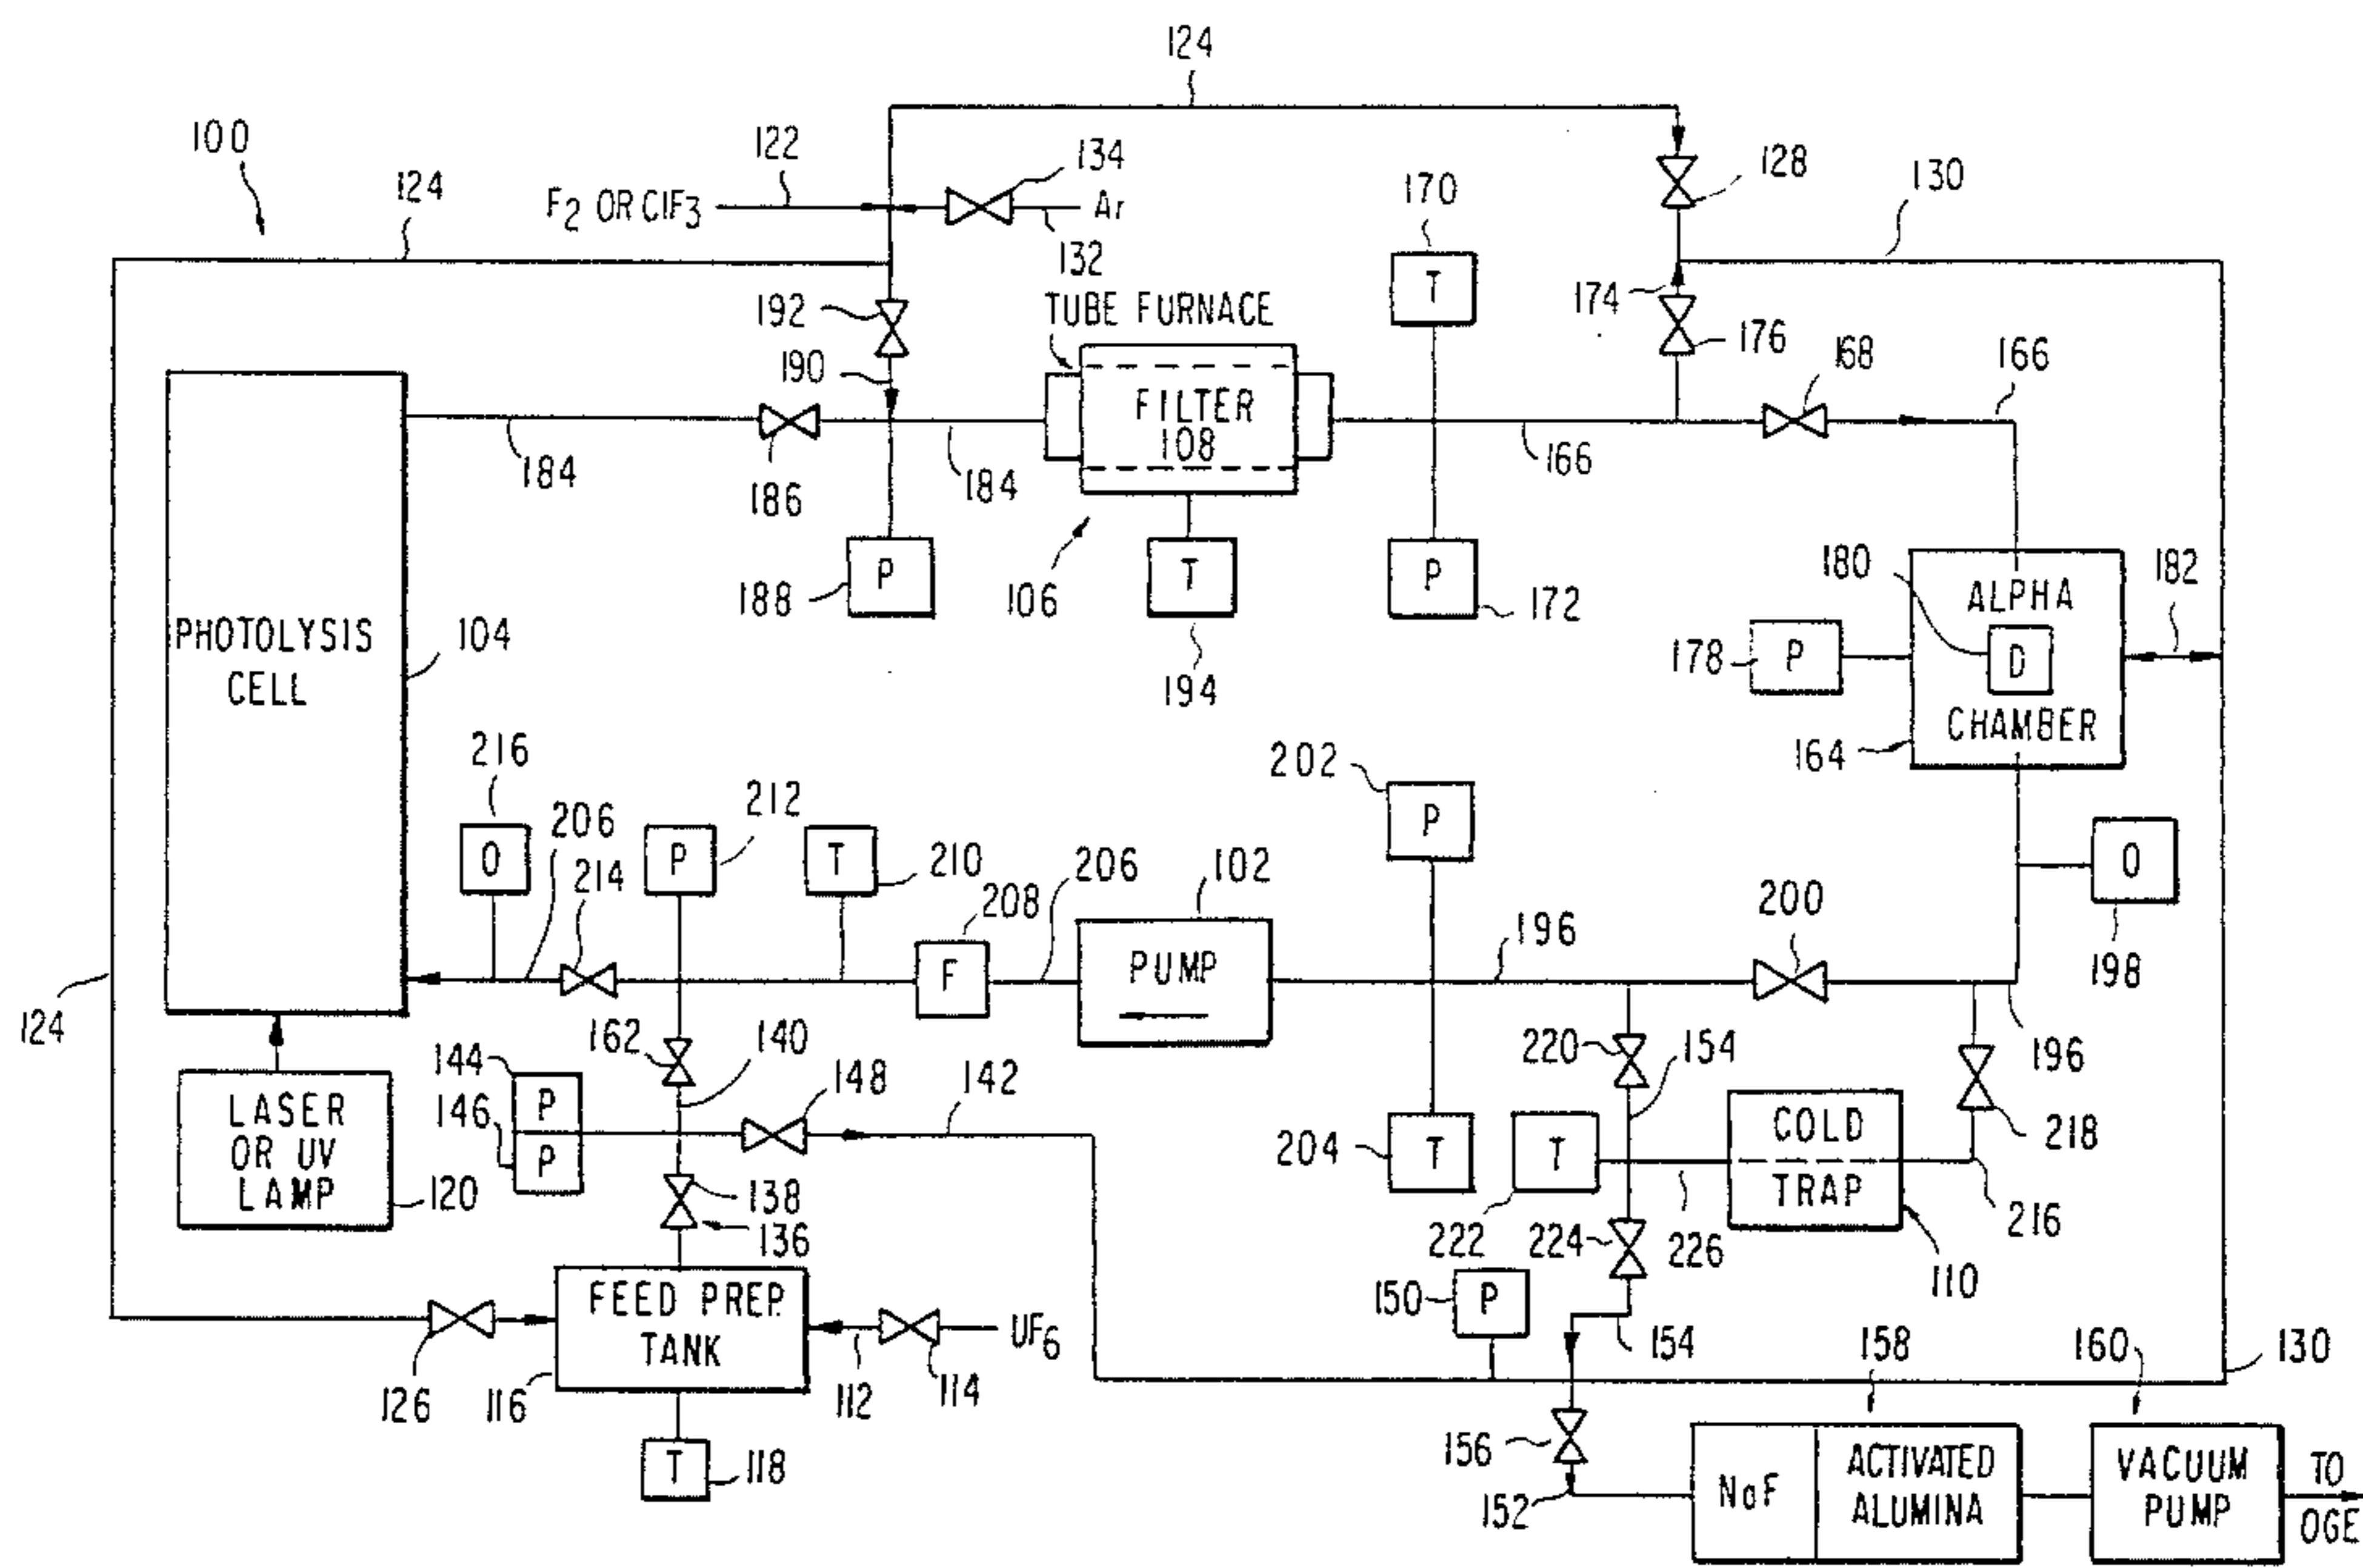 124
100
122
134
128
130
124
F2 OR ClF3
Ar
132
170
T
192
TUBE FURNACE
174
176
168
166
190
FILTER
108
184
186
184
166
188
P
106
T
P
172
180
ALPHA
182
PHOTOLYSIS
CELL
104
194
178
P
D
CHAMBER
164
216
206
212
202
P
O
214
P
T
210
208
206
102
200
O
198
F
PUMP
196
124
162
140
144
P
146
P
148
142
220
154
196
LASER
OR UV
LAMP
120
138
136
204
T
T
COLD
TRAP
218
222
224
226
216
110
FEED PREP.
TANK
150
P
UF6
126
116
112
114
154
158
160
130
T
118
156
152
NaF
ACTIVATED
ALUMINA
VACUUM
PUMP
TO
OGE